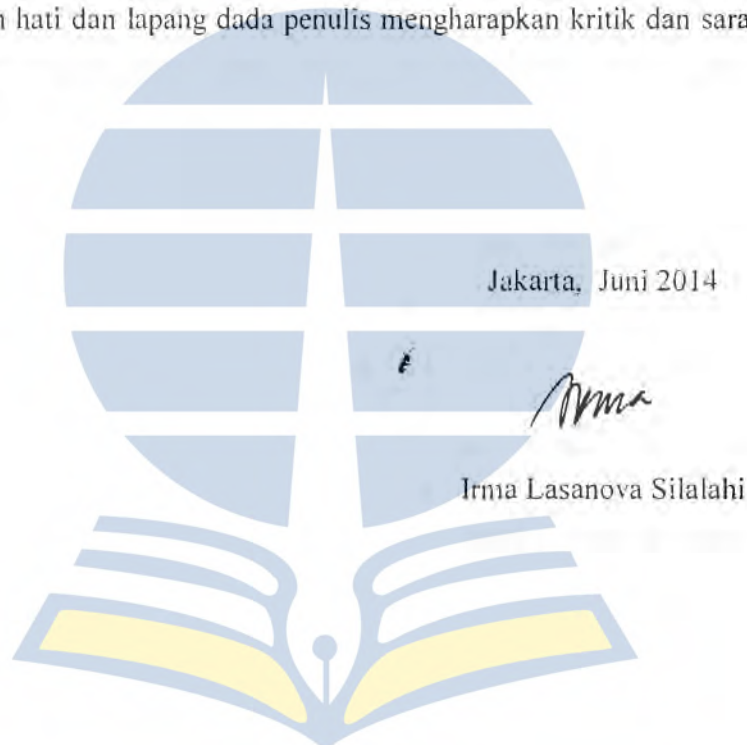 hati dan lapang dada penulis mengharapkan kritik dan sara
Jakarta, Juni 2014
Irma
Irma Lasanova Silalahi